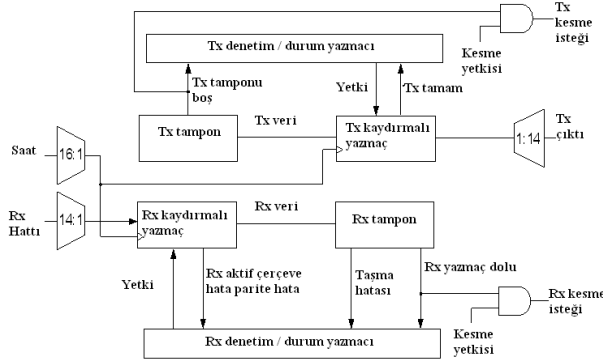 Tx
kesme
isteği
Kesme
yetkisi
Tx denetim / durum yazmacı
Tx tamponu
boş
Yetki
Tx tamam
Tx tampon
Tx veri
Tx kaydırmalı
yazmaç
1:14
Tx
çıktı
Saat
16:1
Rx
Hattı
14:1
Rx kaydırmalı
yazmaç
Rx veri
Rx tampon
Yetki
Rx aktif çerçeve
hata parite hata
Taşma
hatası
Rx yazmaç dolu
Rx kesme
isteği
Kesme
yetkisi
Rx denetim / durum yazmacı